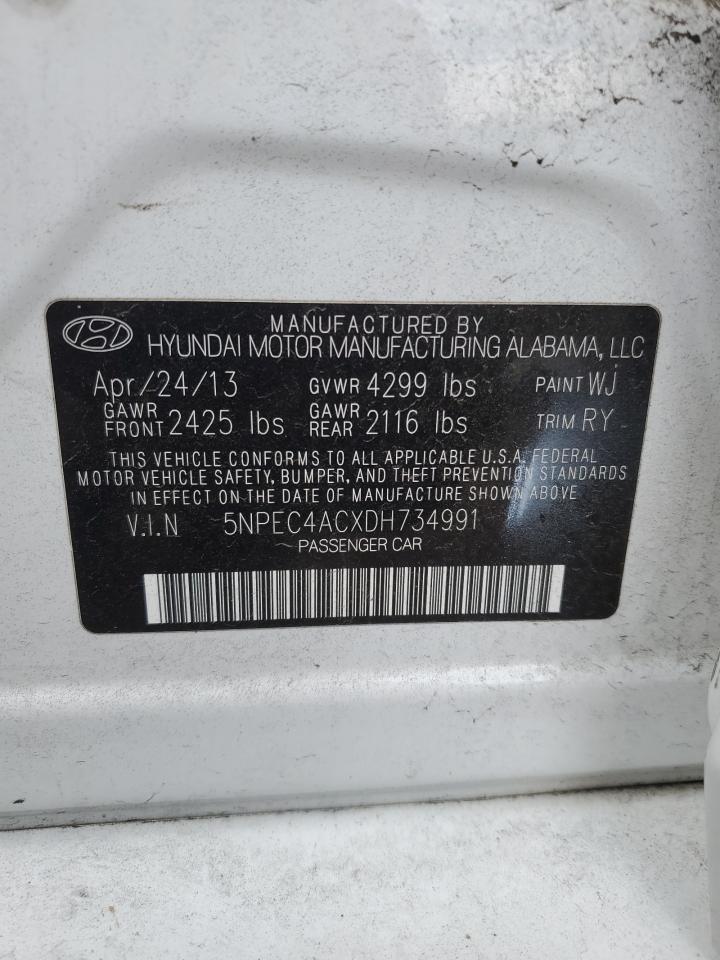 MANUFACTURED BY
HYUNDAI MOTOR MANUFACTURING ALABAMA, LLC
Apr/24/13 GVWR 4299 lbs PAINT WJ
GAWR FRONT 2425 lbs GAWR REAR 2116 lbs TRIM RY
THIS VEHICLE CONFORMS TO ALL APPLICABLE U.S.A. FEDERAL
MOTOR VEHICLE SAFETY, BUMPER, AND THEFT PREVENTION STANDARDS
IN EFFECT ON THE DATE OF MANUFACTURE SHOWN ABOVE
V.I.N 5NPEC4ACXDH734991
PASSENGER CAR